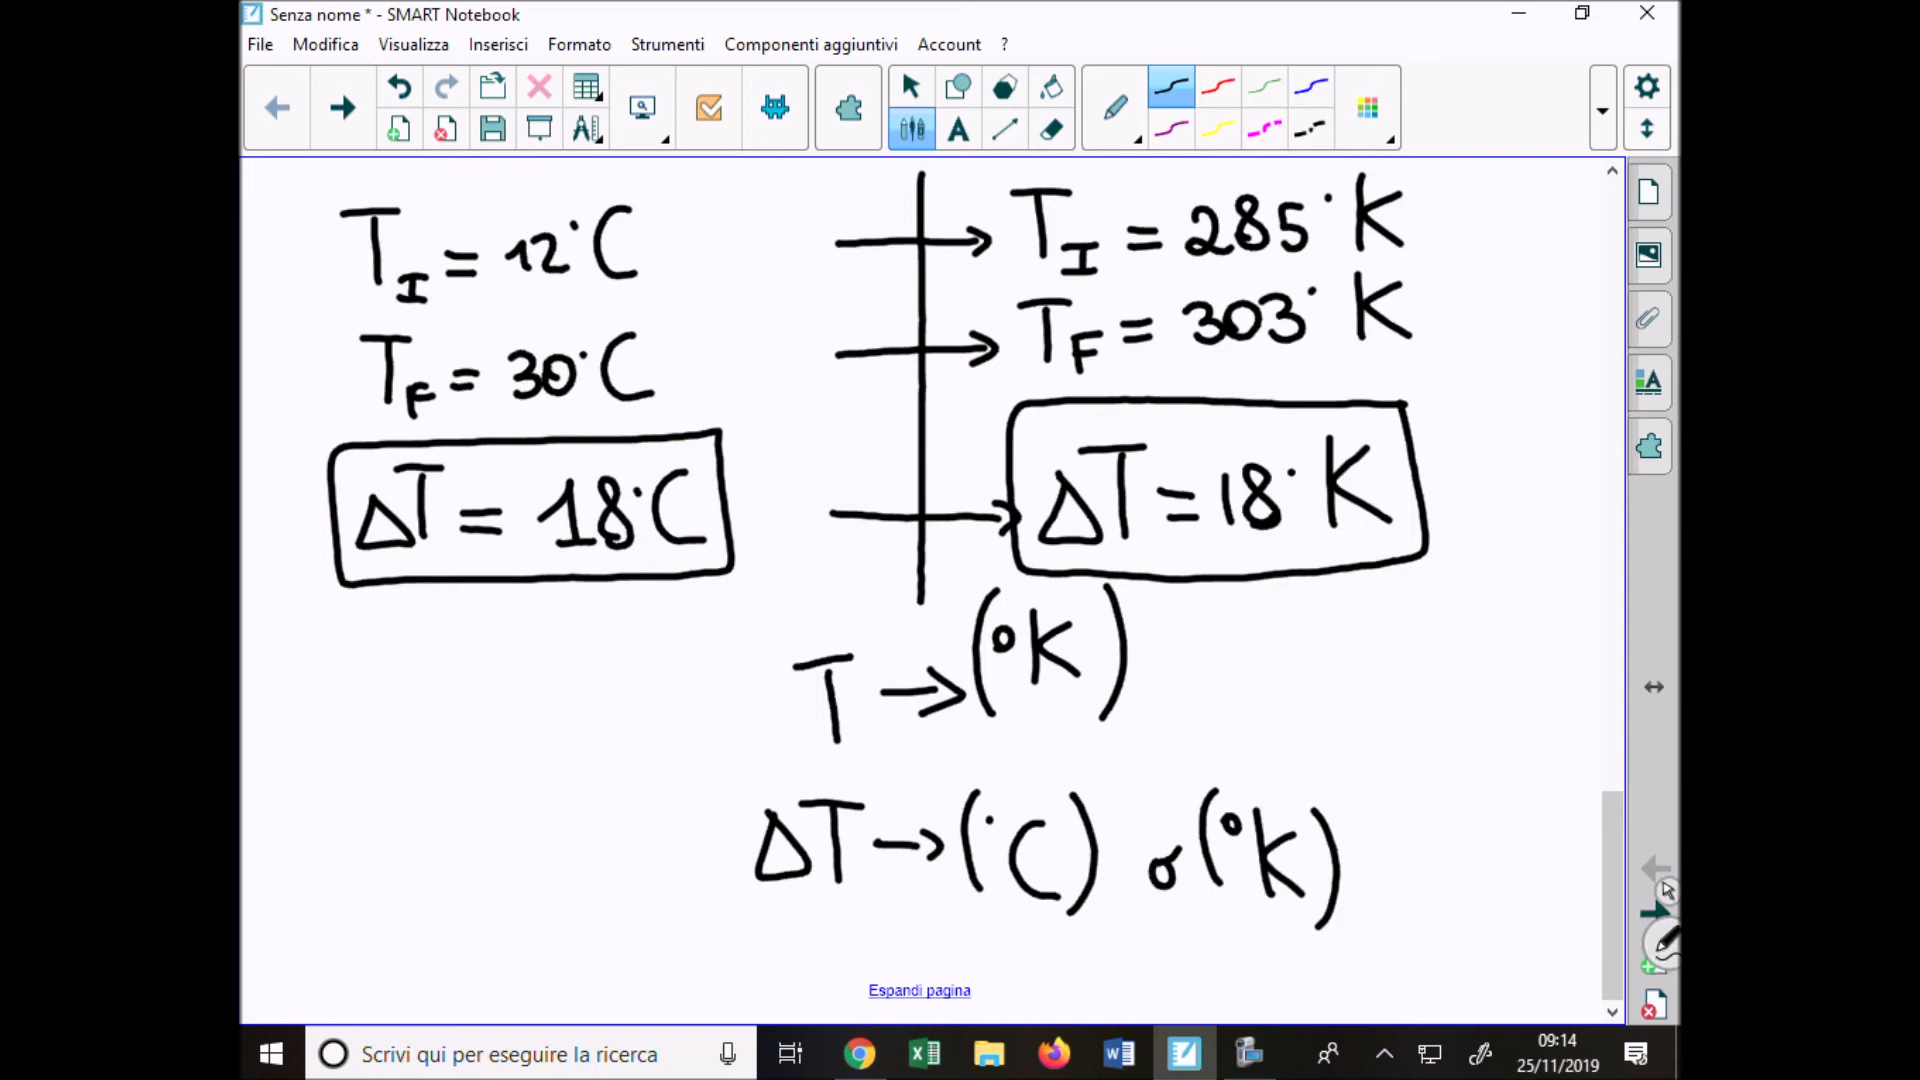 Senza nome * - SMART Notebook
File Modifica Visualizza Inserisci Formato Strumenti Componenti aggiuntivi Account ?
T_I = 12°C → T_I = 285°K
T_F = 30°C → T_F = 303°K
ΔT = 18°C → ΔT = 18°K
T → (°K)
ΔT → (°C) o (°K)
Espandi pagina
Scrivi qui per eseguire la ricerca
09:14
25/11/2019